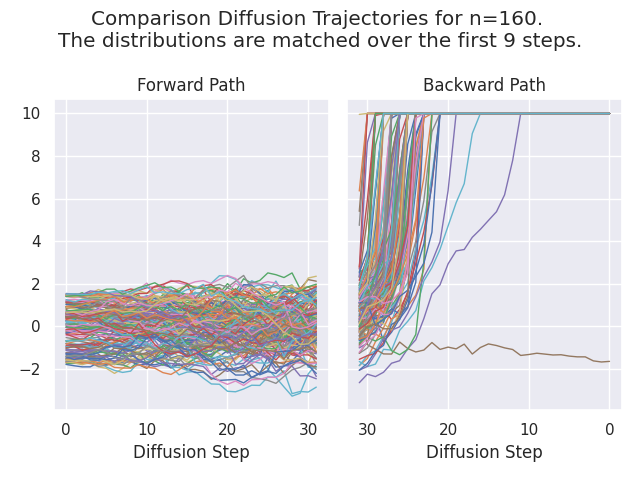 Comparison Diffusion Trajectories for n=160.
The distributions are matched over the first 9 steps.
Forward Path
Backward Path
10
8
6
4
2
0
−2
0 10 20 30
30 20 10 0
Diffusion Step
Diffusion Step